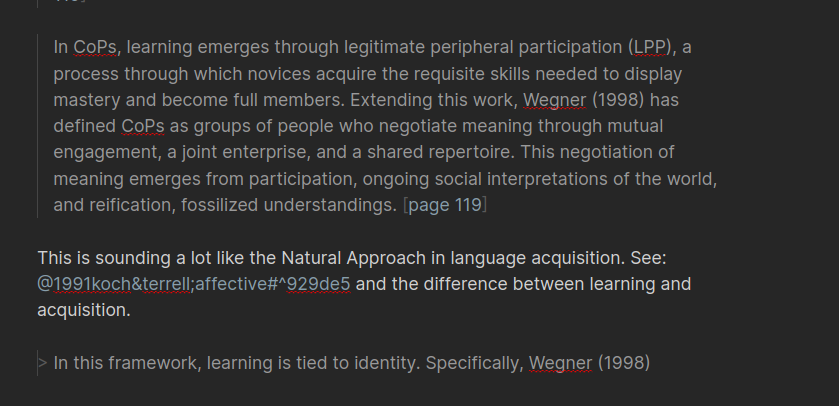 In CoPs, learning emerges through legitimate peripheral participation (LPP), a
process through which novices acquire the requisite skills needed to display
mastery and become full members. Extending this work, Wegner (1998) has
defined CoPs as groups of people who negotiate meaning through mutual
engagement, a joint enterprise, and a shared repertoire. This negotiation of
meaning emerges from participation, ongoing social interpretations of the world,
and reification, fossilized understandings. [page 119]
This is sounding a lot like the Natural Approach in language acquisition. See:
@1991koch&terrell;affective#^929de5 and the difference between learning and
acquisition.
> In this framework, learning is tied to identity. Specifically, Wegner (1998)